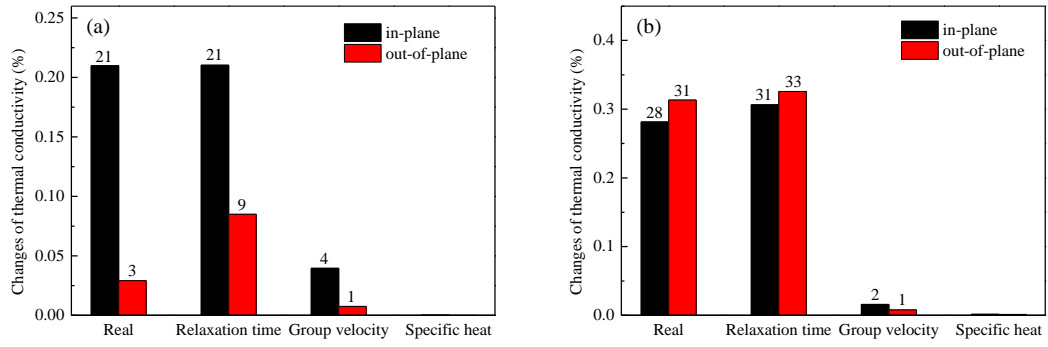 (a)
in-plane
out-of-plane
Changes of thermal conductivity (%)
0.25
0.20
0.15
0.10
0.05
0.00
21
3
21
9
4
1
Real
Relaxation time
Group velocity
Specific heat
(b)
in-plane
out-of-plane
Changes of thermal conductivity (%)
0.4
0.3
0.2
0.1
0.0
28
31
31
33
2
1
Real
Relaxation time
Group velocity
Specific heat